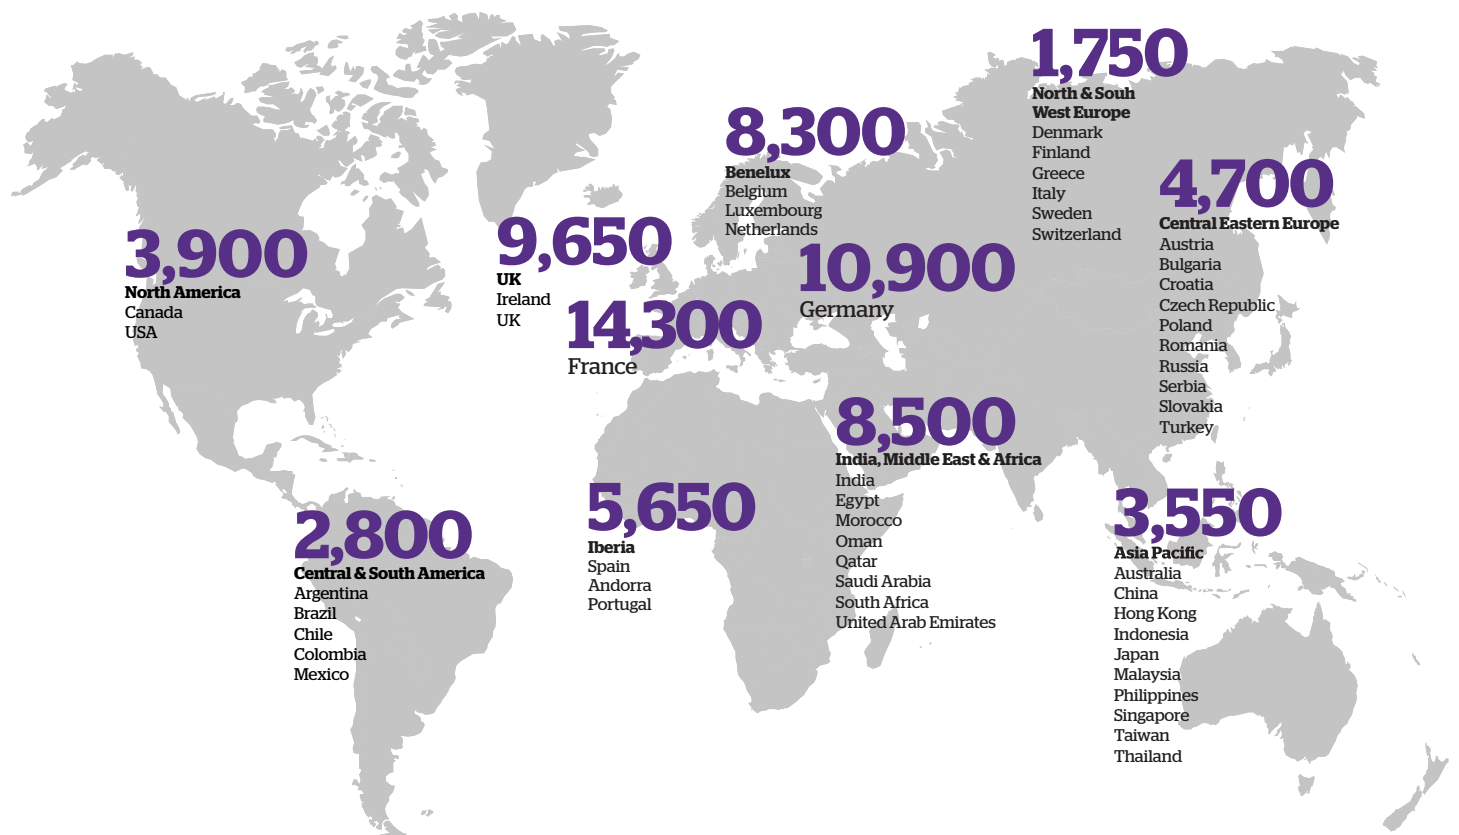 1,750
North & Souh
West Europe
Denmark
Finland
Greece
Italy
Sweden
Switzerland
8,300
Benelux
Belgium
Luxembourg
Netherlands
4,700
Central Eastern Europe
Austria
Bulgaria
Croatia
Czech Republic
Poland
Romania
Russia
Serbia
Slovakia
Turkey
3,900
North America
Canada
USA
9,650
UK
Ireland
UK
10,900
Germany
14,300
France
8,500
India, Middle East & Africa
India
Egypt
Morocco
Oman
Qatar
Saudi Arabia
South Africa
United Arab Emirates
5,650
Iberia
Spain
Andorra
Portugal
3,550
Asia Pacific
Australia
China
Hong Kong
Indonesia
Japan
Malaysia
Philippines
Singapore
Taiwan
Thailand
2,800
Central & South America
Argentina
Brazil
Chile
Colombia
Mexico